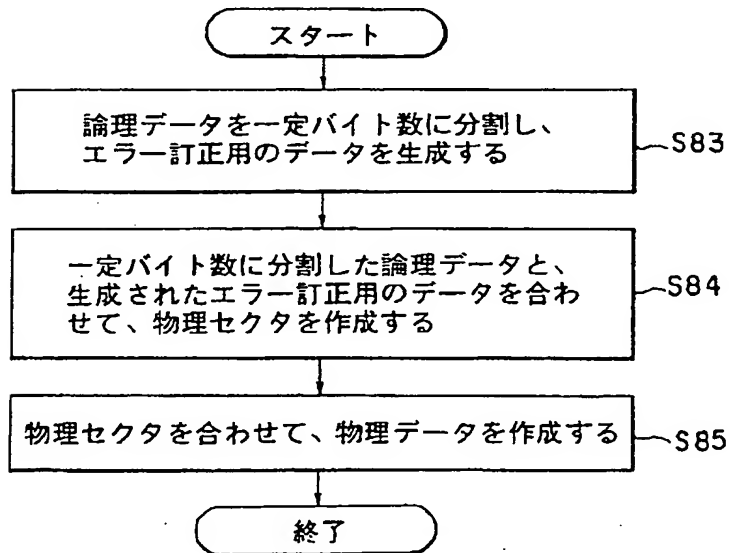 スタート
論理データを一定バイト数に分割し、
エラー訂正用のデータを生成する
S83
一定バイト数に分割した論理データと、
生成されたエラー訂正用のデータを合わ
せて、物理セクタを作成する
S84
物理セクタを合わせて、物理データを作成する
S85
終了